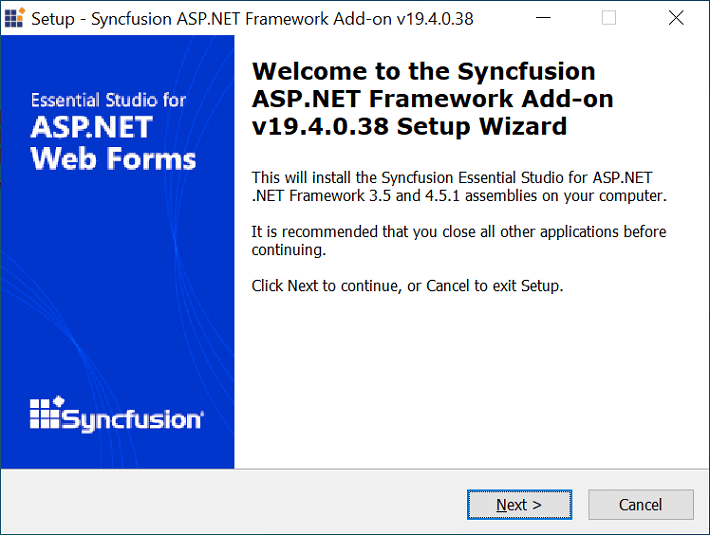 Setup - Syncfusion ASP.NET Framework Add-on v19.4.0.38
Essential Studio for
ASP.NET
Web Forms
Syncfusion
Welcome to the Syncfusion
ASP.NET Framework Add-on
v19.4.0.38 Setup Wizard
This will install the Syncfusion Essential Studio for ASP.NET
.NET Framework 3.5 and 4.5.1 assemblies on your computer.
It is recommended that you close all other applications before
continuing.
Click Next to continue, or Cancel to exit Setup.
Next >
Cancel